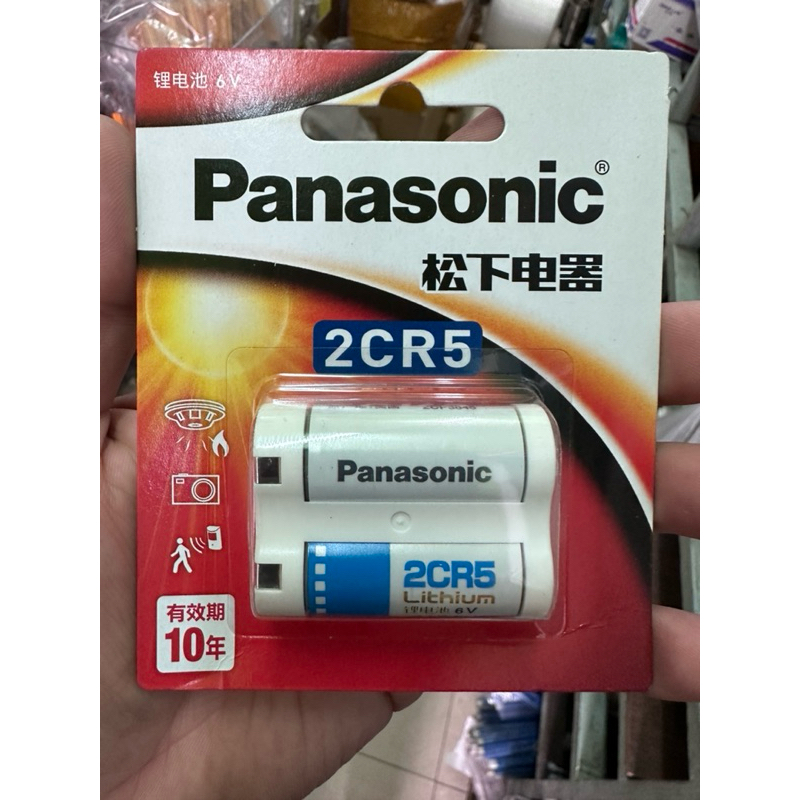 锂电池 6V
Panasonic®
松下电器
2CR5
Panasonic
2CR5
Lithium
锂电池 6V
有效期
10年